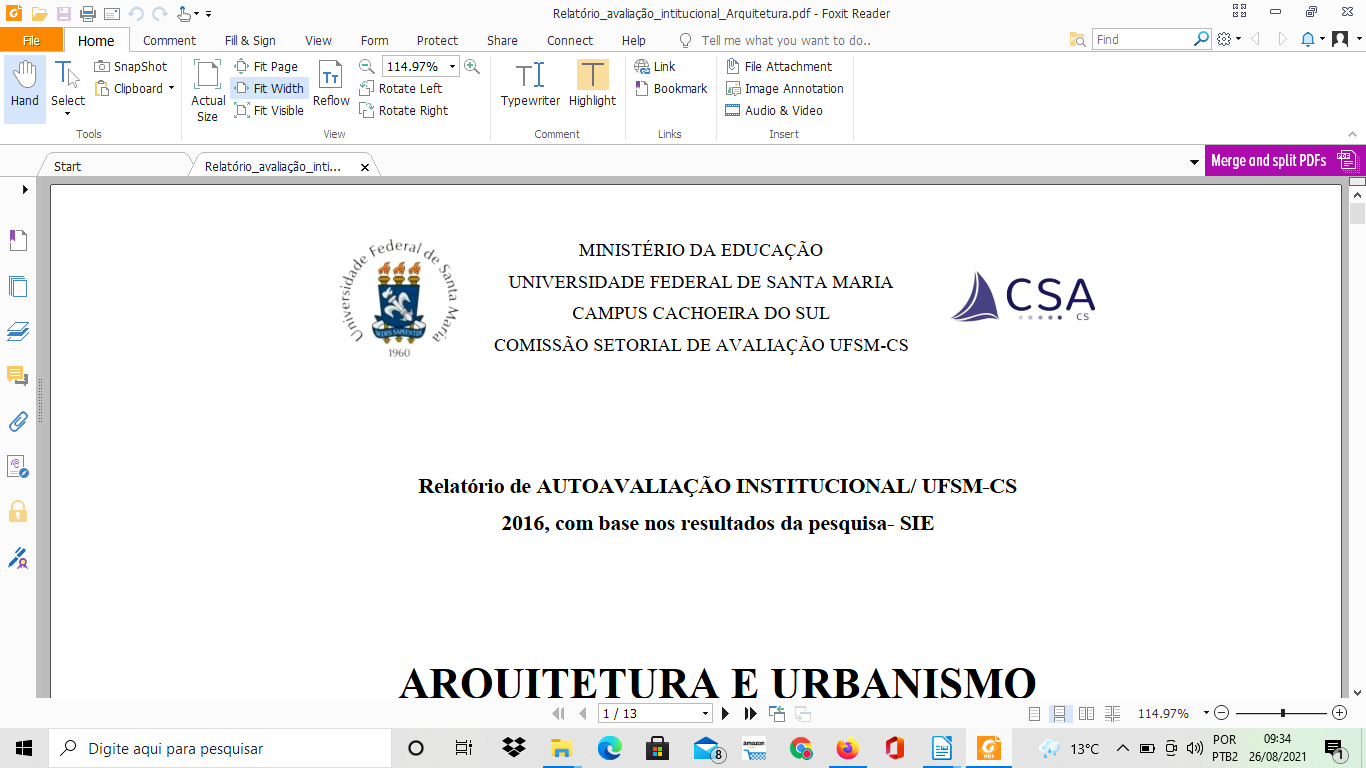 Relatório_avaliação_intitucional_Arquitetura.pdf - Foxit Reader
File Home Comment Fill & Sign View Form Protect Share Connect Help Tell me what you want to do.. Find
Hand
Select
SnapShot
Clipboard
Tools
Actual
Size
Fit Page
Fit Width
Fit Visible
Reflow
114.97%
Rotate Left
Rotate Right
View
Typewriter
Highlight
Comment
Link
Bookmark
Links
File Attachment
Image Annotation
Audio & Video
Insert
Start
Relatório_avaliação_inti...
Merge and split PDFs
Universidade Federal de Santa Maria
SEDES SAPIENTIAE
1960
MINISTÉRIO DA EDUCAÇÃO
UNIVERSIDADE FEDERAL DE SANTA MARIA
CAMPUS CACHOEIRA DO SUL
COMISSÃO SETORIAL DE AVALIAÇÃO UFSM-CS
CSA
CS
Relatório de AUTOAVALIAÇÃO INSTITUCIONAL/ UFSM-CS
2016, com base nos resultados da pesquisa- SIE
ARQUITETURA E URBANISMO
1 / 13
114.97%
Digite aqui para pesquisar
8
amazon
PDF
13°C
POR
PTB2
09:34
26/08/2021
1